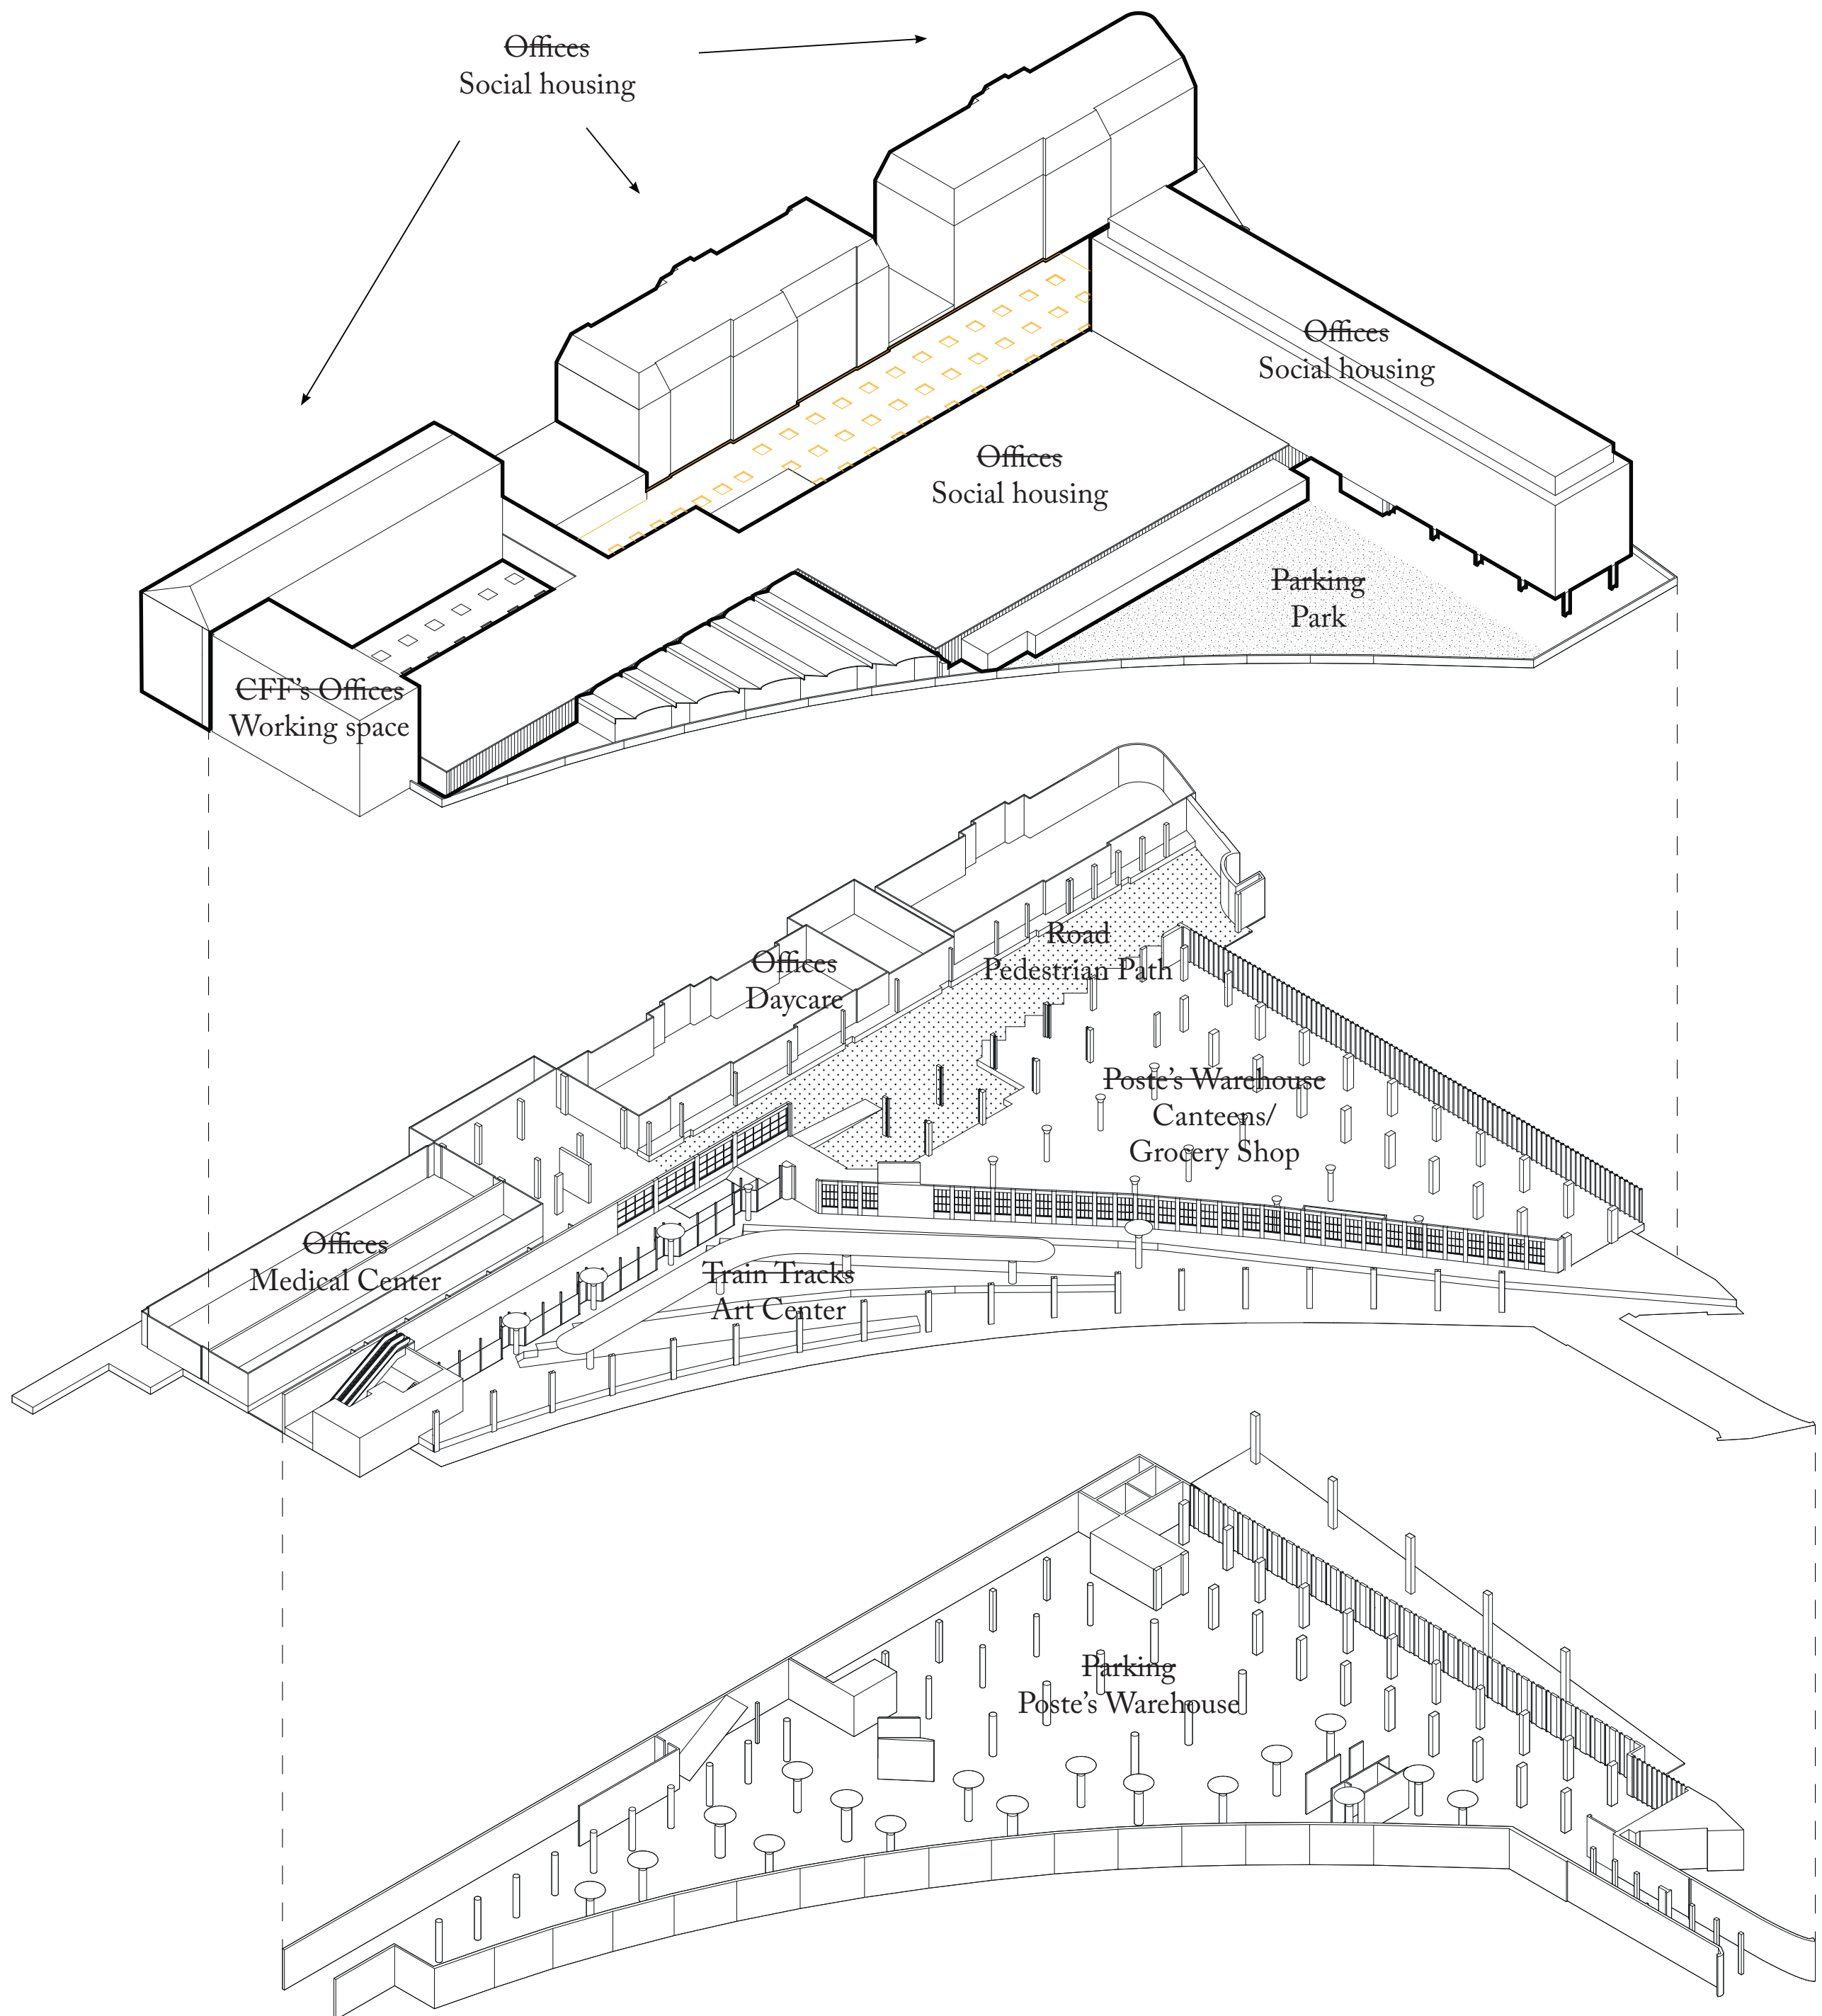 Offices
Social housing
Offices
Social housing
Offices
Social housing
Parking
Park
CFF's Offices
Working space
Road
Pedestrian Path
Offices
Daycare
Poste's Warehouse
Canteens/
Grocery Shop
Offices
Medical Center
Train Tracks
Art Center
Parking
Poste's Warehouse